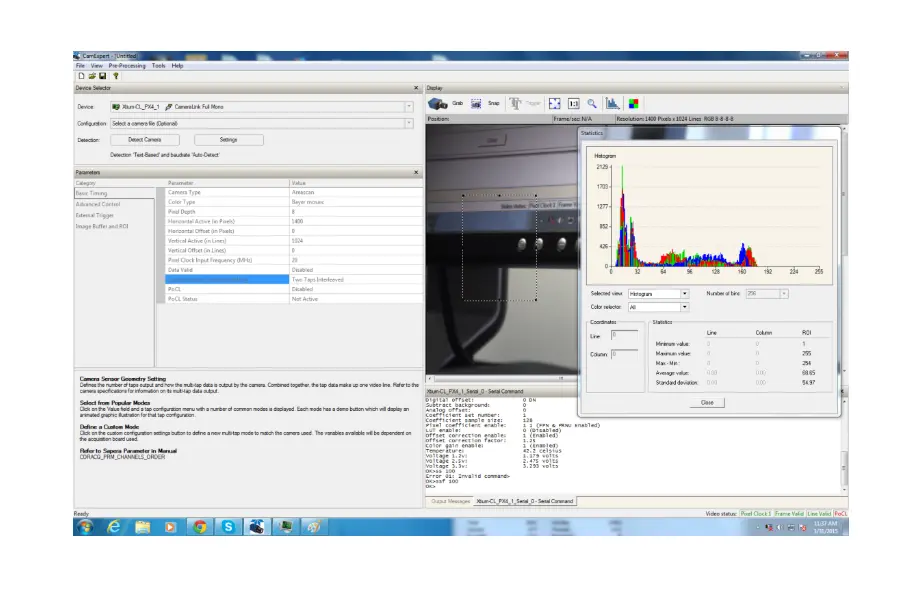 CamExpert - [Untitled]
File View Pre-Processing Tools Help
Device Selector
Device: Xtium-CL_PX4_1 CameraLink Full Mono
Configuration: Select a camera file (Optional)
Detection: Detect Camera Settings
Detection 'Text-Based' and baudrate 'Auto-Detect'
Parameters
Category
Basic Timing
Advanced Control
External Trigger
Image Buffer and ROI
Parameter Value
Camera Type Areascan
Color Type Bayer mosaic
Pixel Depth 8
Horizontal Active (in Pixels) 1400
Horizontal Offset (in Pixels) 0
Vertical Active (in Lines) 1024
Vertical Offset (in Lines) 0
Pixel Clock Input Frequency (MHz) 20
Data Valid Disabled
Two Taps Interleaved
PoCL Disabled
PoCL Status Not Active
Camera Sensor Geometry Setting
Defines the number of taps output and how the multi-tap data is output by the camera. Combined together, the tap data make up one video line. Refer to the
camera specifications for information on its multi-tap data output.
Select from Popular Modes
Click on the Value field and a tap configuration menu with a number of common modes is displayed. Each mode has a demo button which will display an
animated graphic illustration for that tap configuration.
Define a Custom Mode
Click on the custom configuration settings button to define a new multi-tap mode to match the camera used. The variables available will be dependent on
the acquisition board used.
Refer to Sapera Parameter in Manual
CORACQ_PRM_CHANNELS_ORDER
Display
Grab Snap Trigger 1:1
Position: Frame/sec: N/A Resolution: 1400 Pixels x 1024 Lines RGB 8-8-8-8
Video status: Pixel Clock 1 Frame
Statistics
Histogram
2129
1703
1277
852
426
0
0 32 64 96 128 160 192 224 255
Selected view: Histogram Number of bins: 256
Color selector: All
Coordinates
Line: 0
Column: 0
Statistics
Line Column ROI
Minimum value: 0 0 1
Maximum value: 0 0 255
Max - Min: 0 0 254
Average value: 0.00 0.00 68.65
Standard deviation: 0.00 0.00 54.97
Close
Xtium-CL_PX4_1_Serial_0 - Serial Command
Digital offset: 0 DN
Subtract background: 0
Analog offset: 0
Coefficient set number: 1
Coefficient sample size: 128
Pixel coefficient enable: 1 1 (FPN & PRNU enabled)
LUT enable: 0 (Disabled)
Offset correction enable: 1 (Enabled)
Offset correction factor: 1.25
Color gain enable: 1 (Enabled)
Temperature: 42.2 celsius
Voltage 1.2v: 1.179 volts
Voltage 2.5v: 2.475 volts
Voltage 3.3v: 3.293 volts
OK>ss 100
Error 01: Invalid command>
OK>ssf 100
OK>
Output Messages Xtium-CL_PX4_1_Serial_0 - Serial Command
Ready
Video status: Pixel Clock 1 Frame Valid Line Valid PoCL